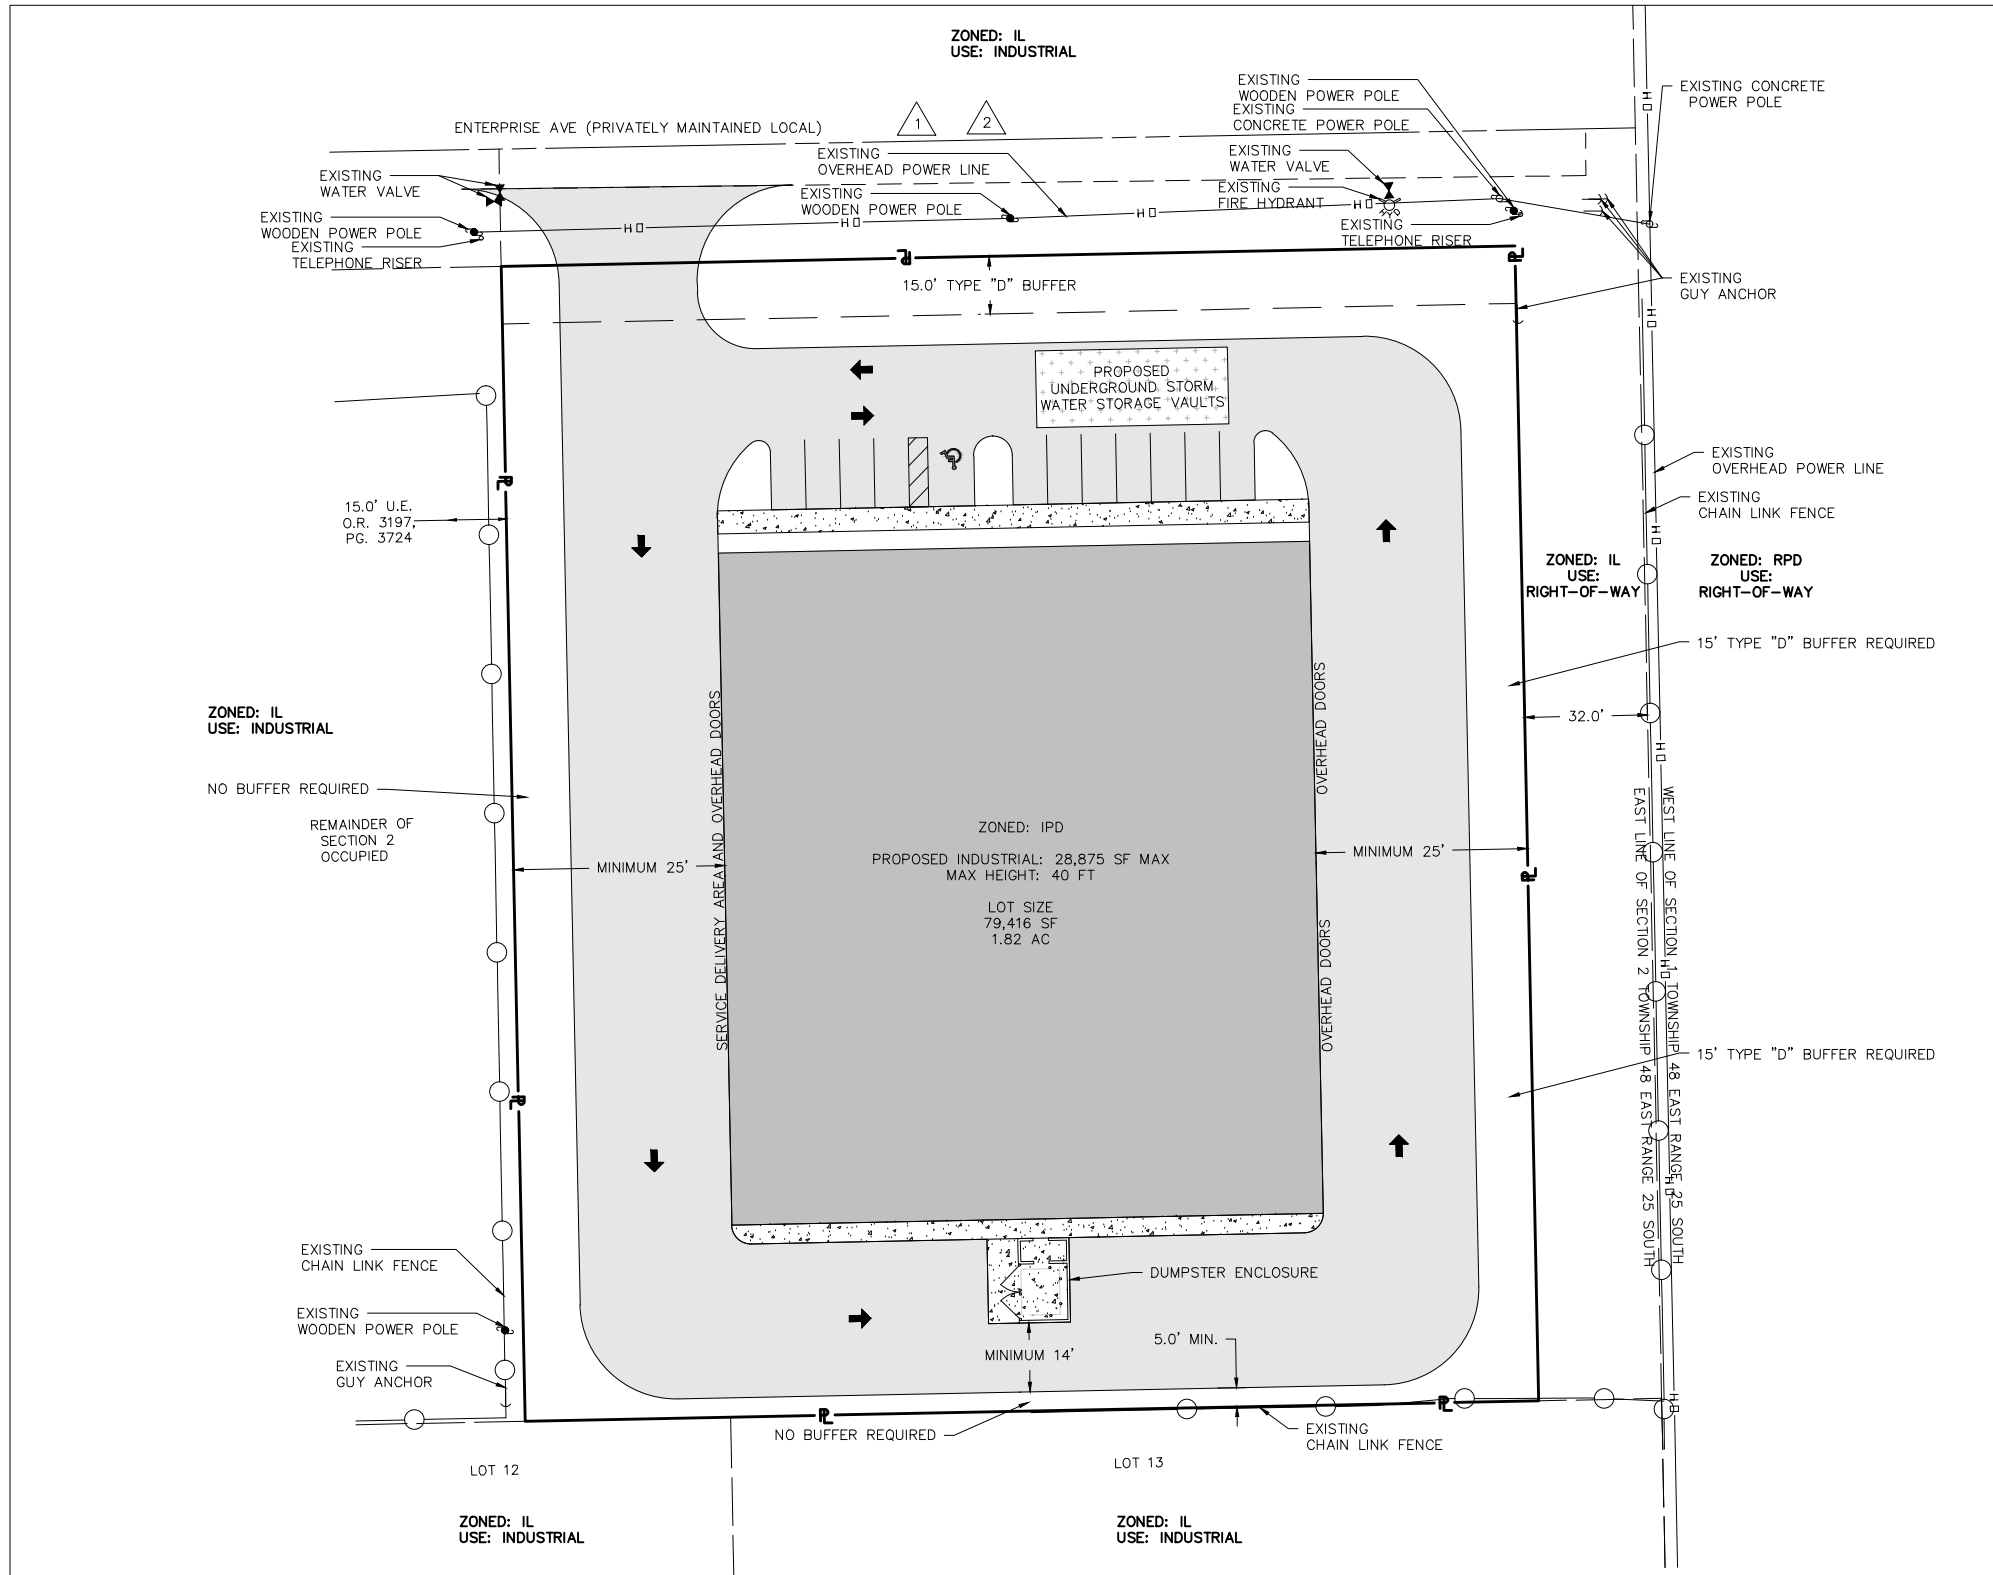 ZONED: IL
USE: INDUSTRIAL
ENTERPRISE AVE (PRIVATELY MAINTAINED LOCAL)
1
2
EXISTING
WOODEN POWER POLE
EXISTING
CONCRETE POWER POLE
EXISTING CONCRETE
POWER POLE
EXISTING
OVERHEAD POWER LINE
EXISTING
WATER VALVE
EXISTING
WATER VALVE
EXISTING
WOODEN POWER POLE
EXISTING
FIRE HYDRANT
EXISTING
WOODEN POWER POLE
EXISTING
TELEPHONE RISER
EXISTING
TELEPHONE RISER
EXISTING
GUY ANCHOR
15.0' TYPE "D" BUFFER
PROPOSED
UNDERGROUND STORM
WATER STORAGE VAULTS
EXISTING
OVERHEAD POWER LINE
EXISTING
CHAIN LINK FENCE
15.0' U.E.
O.R. 3197,
PG. 3724
ZONED: IL
USE:
RIGHT-OF-WAY
ZONED: RPD
USE:
RIGHT-OF-WAY
15' TYPE "D" BUFFER REQUIRED
32.0'
ZONED: IL
USE: INDUSTRIAL
NO BUFFER REQUIRED
REMAINDER OF
SECTION 2
OCCUPIED
SERVICE DELIVERY AREA AND OVERHEAD DOORS
OVERHEAD DOORS
OVERHEAD DOORS
MINIMUM 25'
MINIMUM 25'
ZONED: IPD
PROPOSED INDUSTRIAL: 28,875 SF MAX
MAX HEIGHT: 40 FT
LOT SIZE
79,416 SF
1.82 AC
EAST LINE OF SECTION 2 TOWNSHIP 48 EAST RANGE 25 SOUTH
WEST LINE OF SECTION 1 TOWNSHIP 48 EAST RANGE 25 SOUTH
15' TYPE "D" BUFFER REQUIRED
EXISTING
CHAIN LINK FENCE
EXISTING
WOODEN POWER POLE
EXISTING
GUY ANCHOR
DUMPSTER ENCLOSURE
5.0' MIN.
MINIMUM 14'
NO BUFFER REQUIRED
EXISTING
CHAIN LINK FENCE
LOT 12
LOT 13
ZONED: IL
USE: INDUSTRIAL
ZONED: IL
USE: INDUSTRIAL